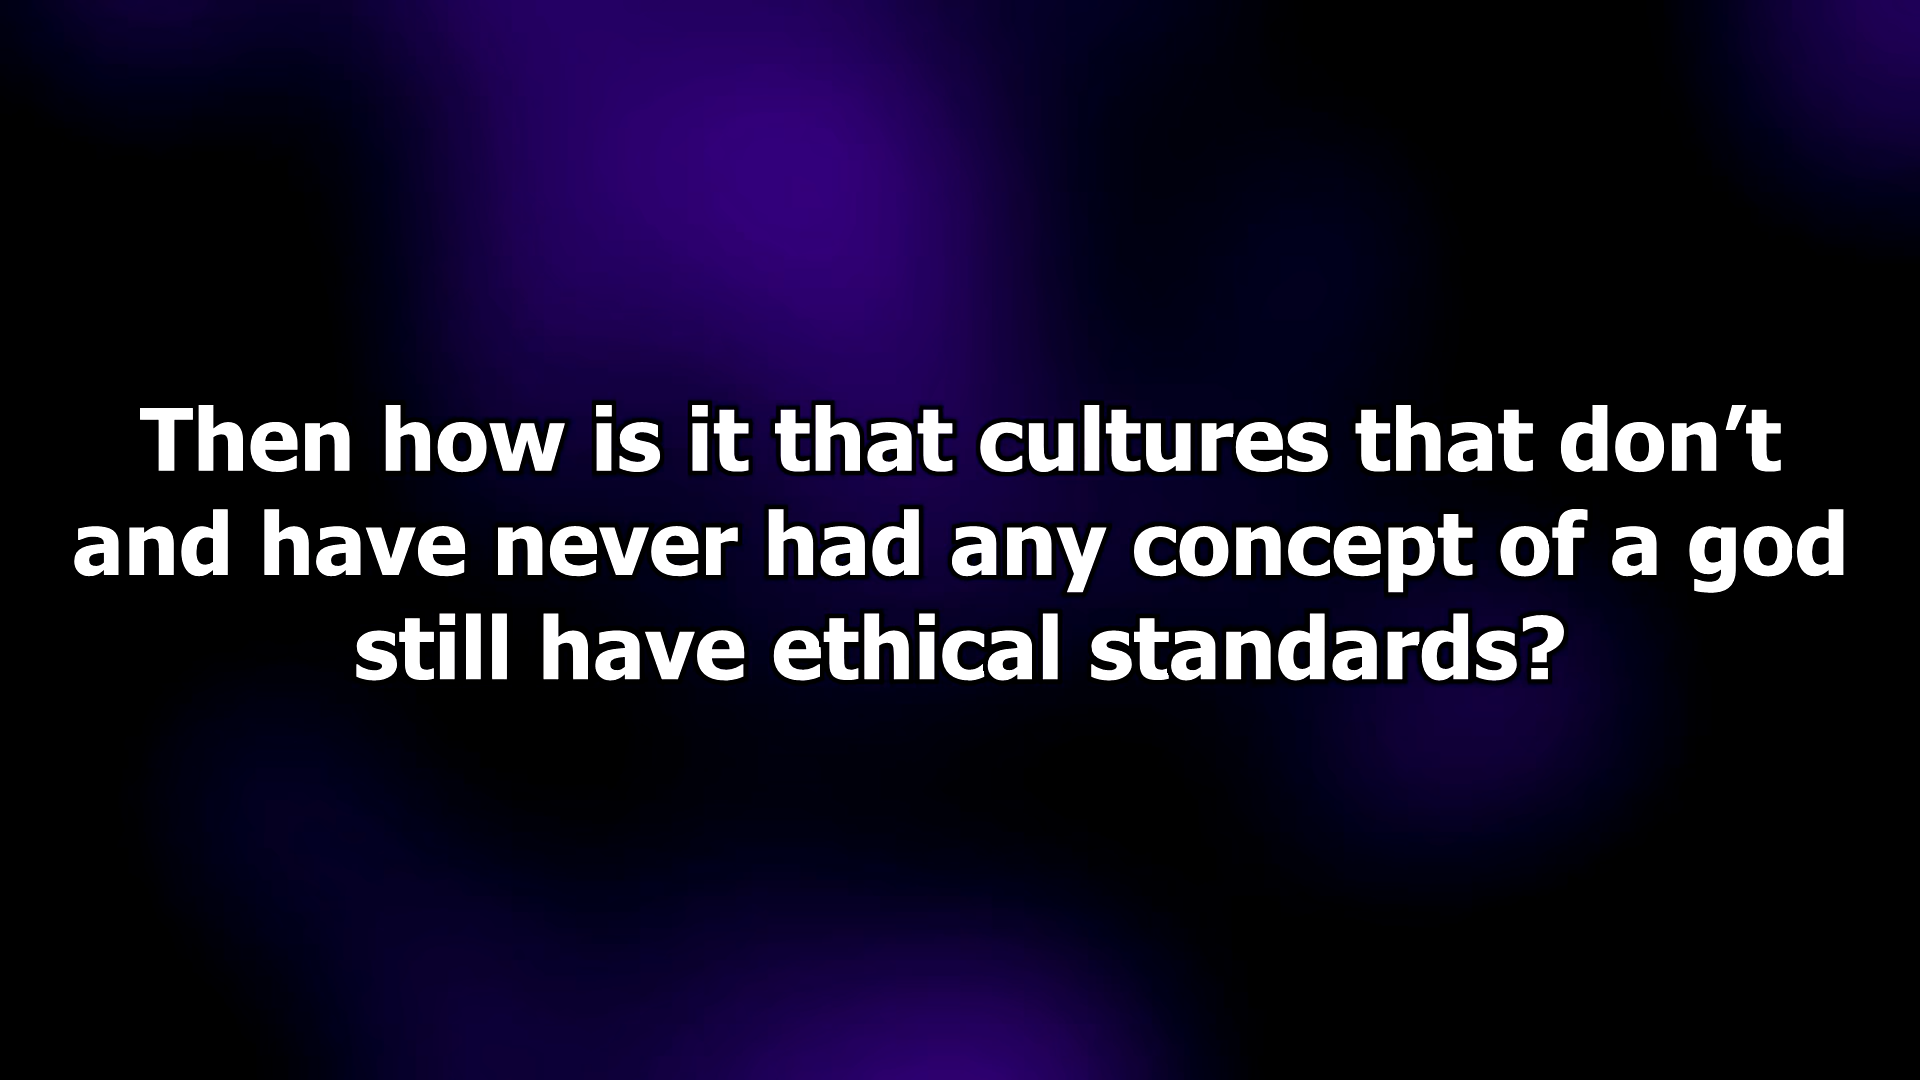 Then how is it that cultures that don’t
and have never had any concept of a god
still have ethical standards?